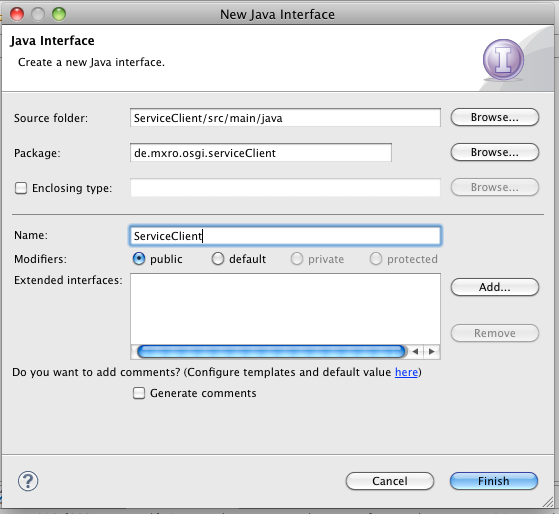 New Java Interface
Java Interface
Create a new Java interface.
I
Source folder: ServiceClient/src/main/java Browse...
Package: de.mxro.osgi.serviceClient Browse...
Enclosing type: Browse...
Name: ServiceClient
Modifiers: public default private protected
Extended interfaces: Add...
Remove
Do you want to add comments? (Configure templates and default value here)
Generate comments
? Cancel Finish